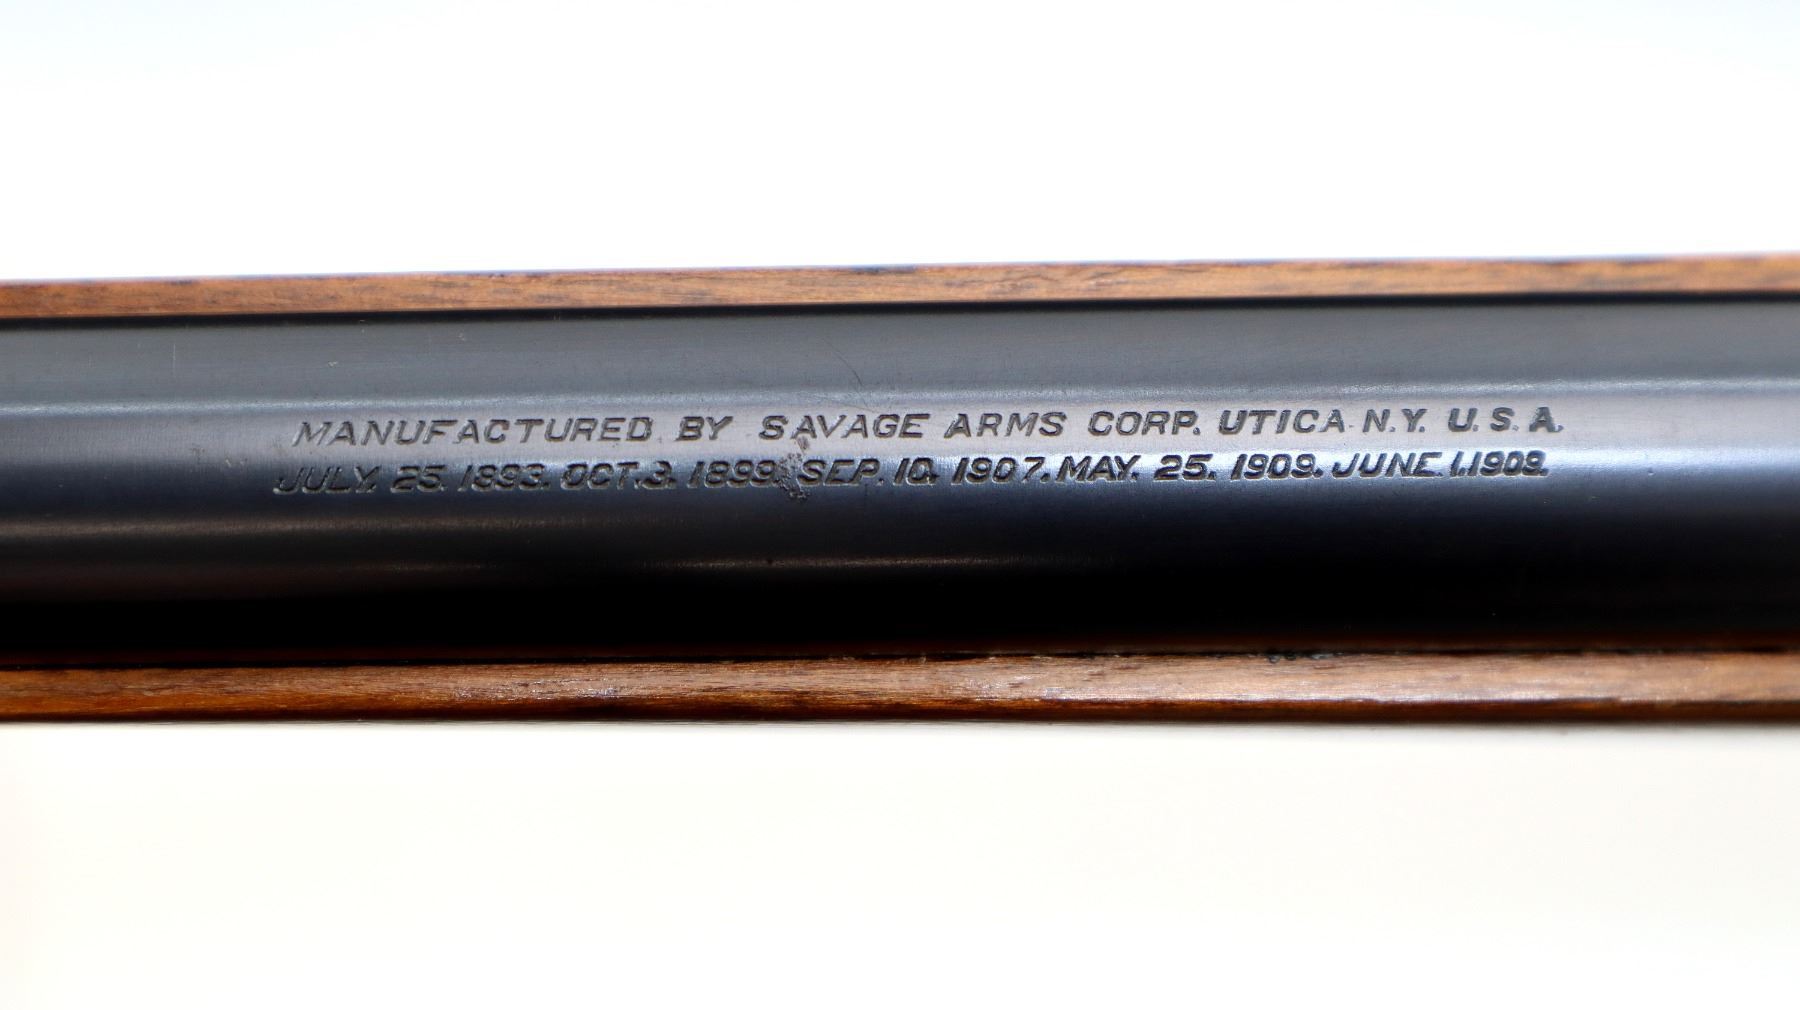 MANUFACTURED BY SAVAGE ARMS CORP. UTICA N.Y. U.S.A.
JULY. 25. 1893. OCT.3. 1899. SEP. 10. 1907. MAY. 25. 1909. JUNE.1.1909.